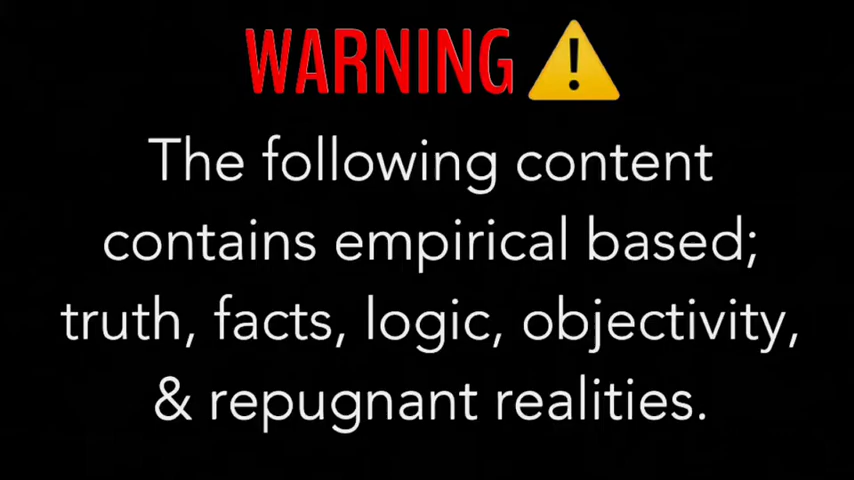 WARNING ⚠️
The following content
contains empirical based;
truth, facts, logic, objectivity,
& repugnant realities.